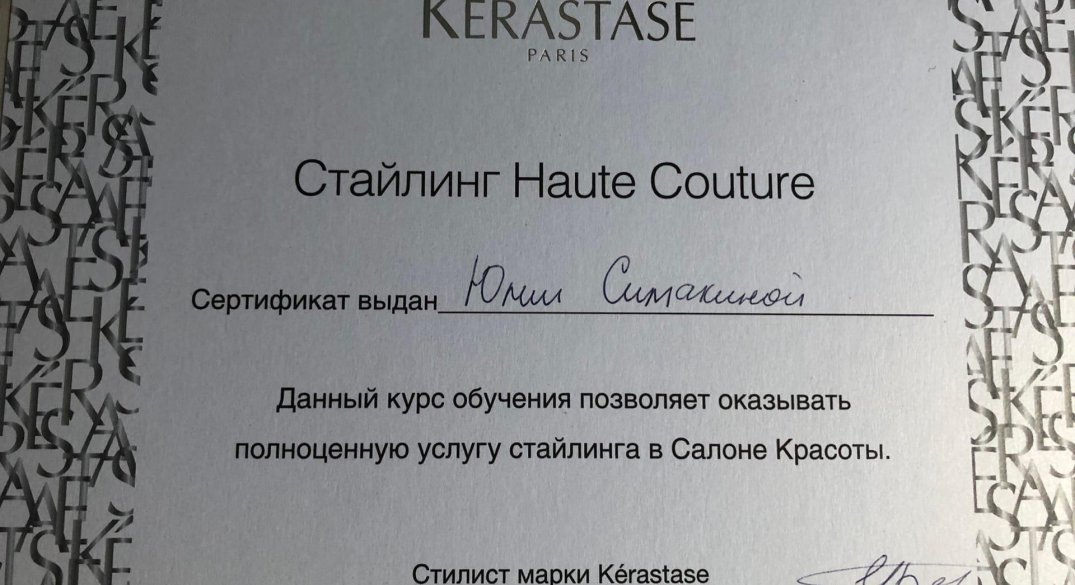 KÉRASTASE
PARIS
Стайлинг Haute Couture
Сертификат выдан Юлии Симакиной
Данный курс обучения позволяет оказывать
полноценную услугу стайлинга в Салоне Красоты.
Стилист марки Kérastase